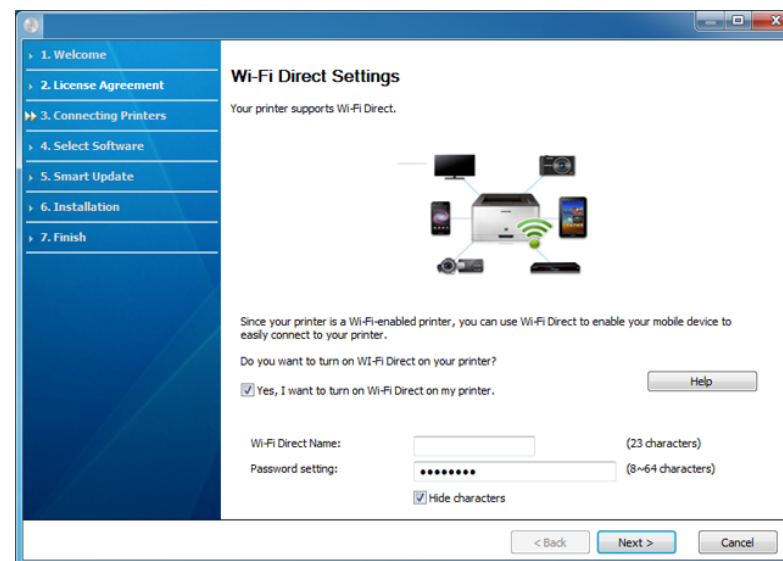 1. Welcome
2. License Agreement
3. Connecting Printers
4. Select Software
5. Smart Update
6. Installation
7. Finish
Wi-Fi Direct Settings
Your printer supports Wi-Fi Direct.
Since your printer is a Wi-Fi-enabled printer, you can use Wi-Fi Direct to enable your mobile device to
easily connect to your printer.
Do you want to turn on WI-Fi Direct on your printer?
Yes, I want to turn on Wi-Fi Direct on my printer.
Help
Wi-Fi Direct Name: (23 characters)
Password setting: ●●●●●●●● (8~64 characters)
Hide characters
< Back Next > Cancel